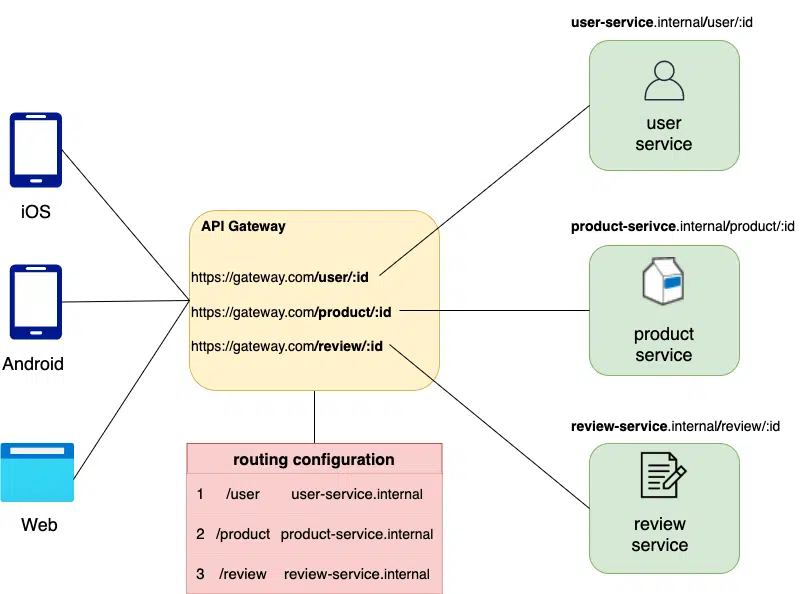 iOS
Android
Web
API Gateway
https://gateway.com/user/:id
https://gateway.com/product/:id
https://gateway.com/review/:id
routing configuration
1 /user user-service.internal
2 /product product-service.internal
3 /review review-service.internal
user-service.internal/user/:id
user
service
product-serivce.internal/product/:id
product
service
review-service.internal/review/:id
review
service